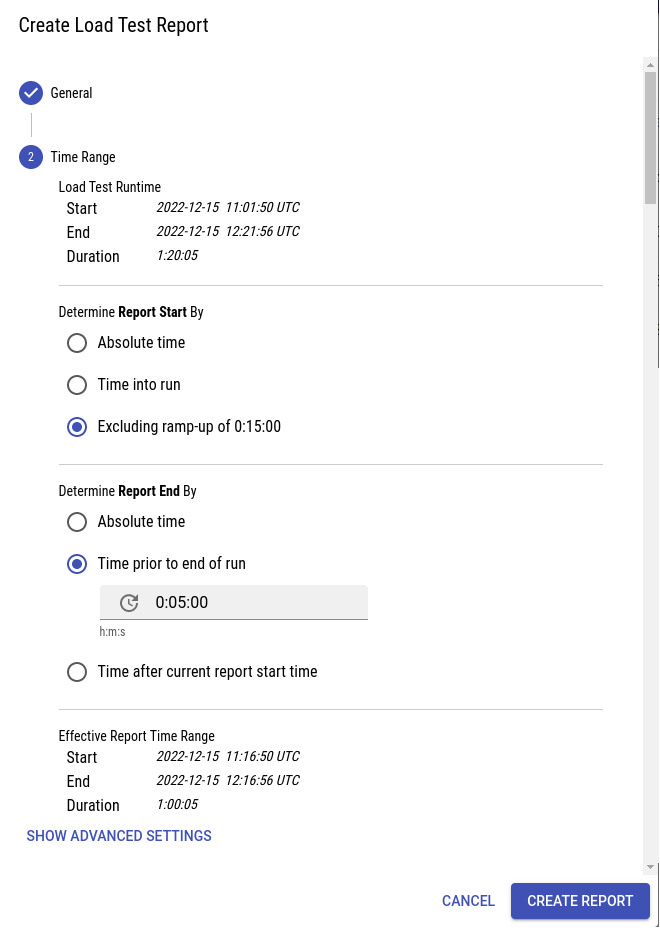 Create Load Test Report
General
2 Time Range
Load Test Runtime
Start 2022-12-15 11:01:50 UTC
End 2022-12-15 12:21:56 UTC
Duration 1:20:05
Determine Report Start By
Absolute time
Time into run
Excluding ramp-up of 0:15:00
Determine Report End By
Absolute time
Time prior to end of run
0:05:00
h:m:s
Time after current report start time
Effective Report Time Range
Start 2022-12-15 11:16:50 UTC
End 2022-12-15 12:16:56 UTC
Duration 1:00:05
SHOW ADVANCED SETTINGS
CANCEL CREATE REPORT